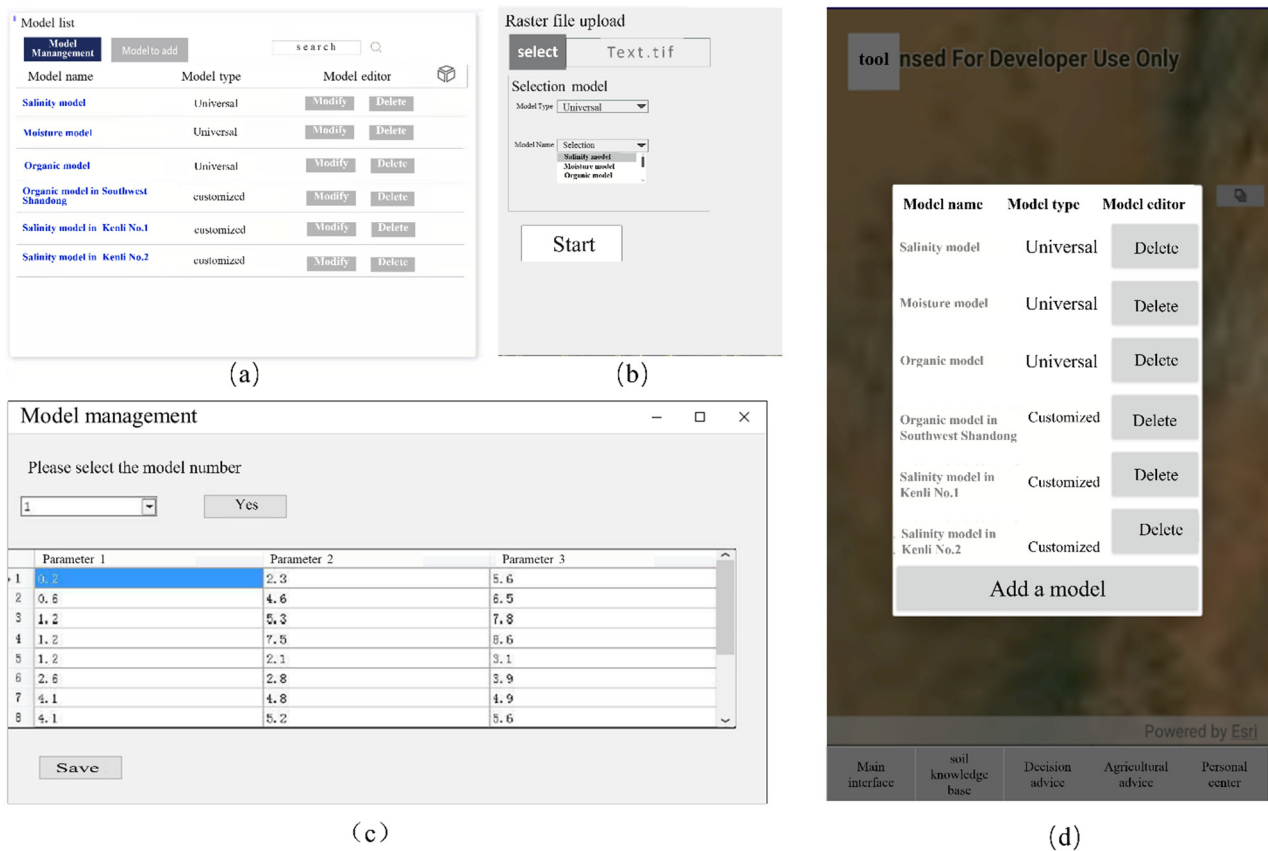 Model list
Model
Manangement
Model to add
search
Model name Model type Model editor
Salinity model Universal Modify Delete
Moisture model Universal Modify Delete
Organic model Universal Modify Delete
Organic model in Southwest
Shandong customized Modify Delete
Salinity model in Kenli No.1 customized Modify Delete
Salinity model in Kenli No.2 customized Modify Delete
(a)
Raster file upload
select Text.tif
Selection model
Model Type Universal
Model Name Selection
Salinity model
Moisture model
Organic model
Start
(b)
Model management
Please select the model number
1 Yes
Parameter 1 Parameter 2 Parameter 3
1 0.2 2.3 5.6
2 0.6 4.6 6.5
3 1.2 5.3 7.8
4 1.2 7.5 8.6
5 1.2 2.1 3.1
6 2.6 2.8 3.9
7 4.1 4.8 4.9
8 4.1 5.2 5.6
Save
(c)
tool nsed For Developer Use Only
Model name Model type Model editor
Salinity model Universal Delete
Moisture model Universal Delete
Organic model Universal Delete
Organic model in
Southwest Shandong Customized Delete
Salinity model in
Kenli No.1 Customized Delete
Salinity model in
Kenli No.2 Customized Delete
Add a model
Powered by Esri
Main
interface
soil
knowledge
base
Decision
advice
Agricultural
advice
Personal
center
(d)